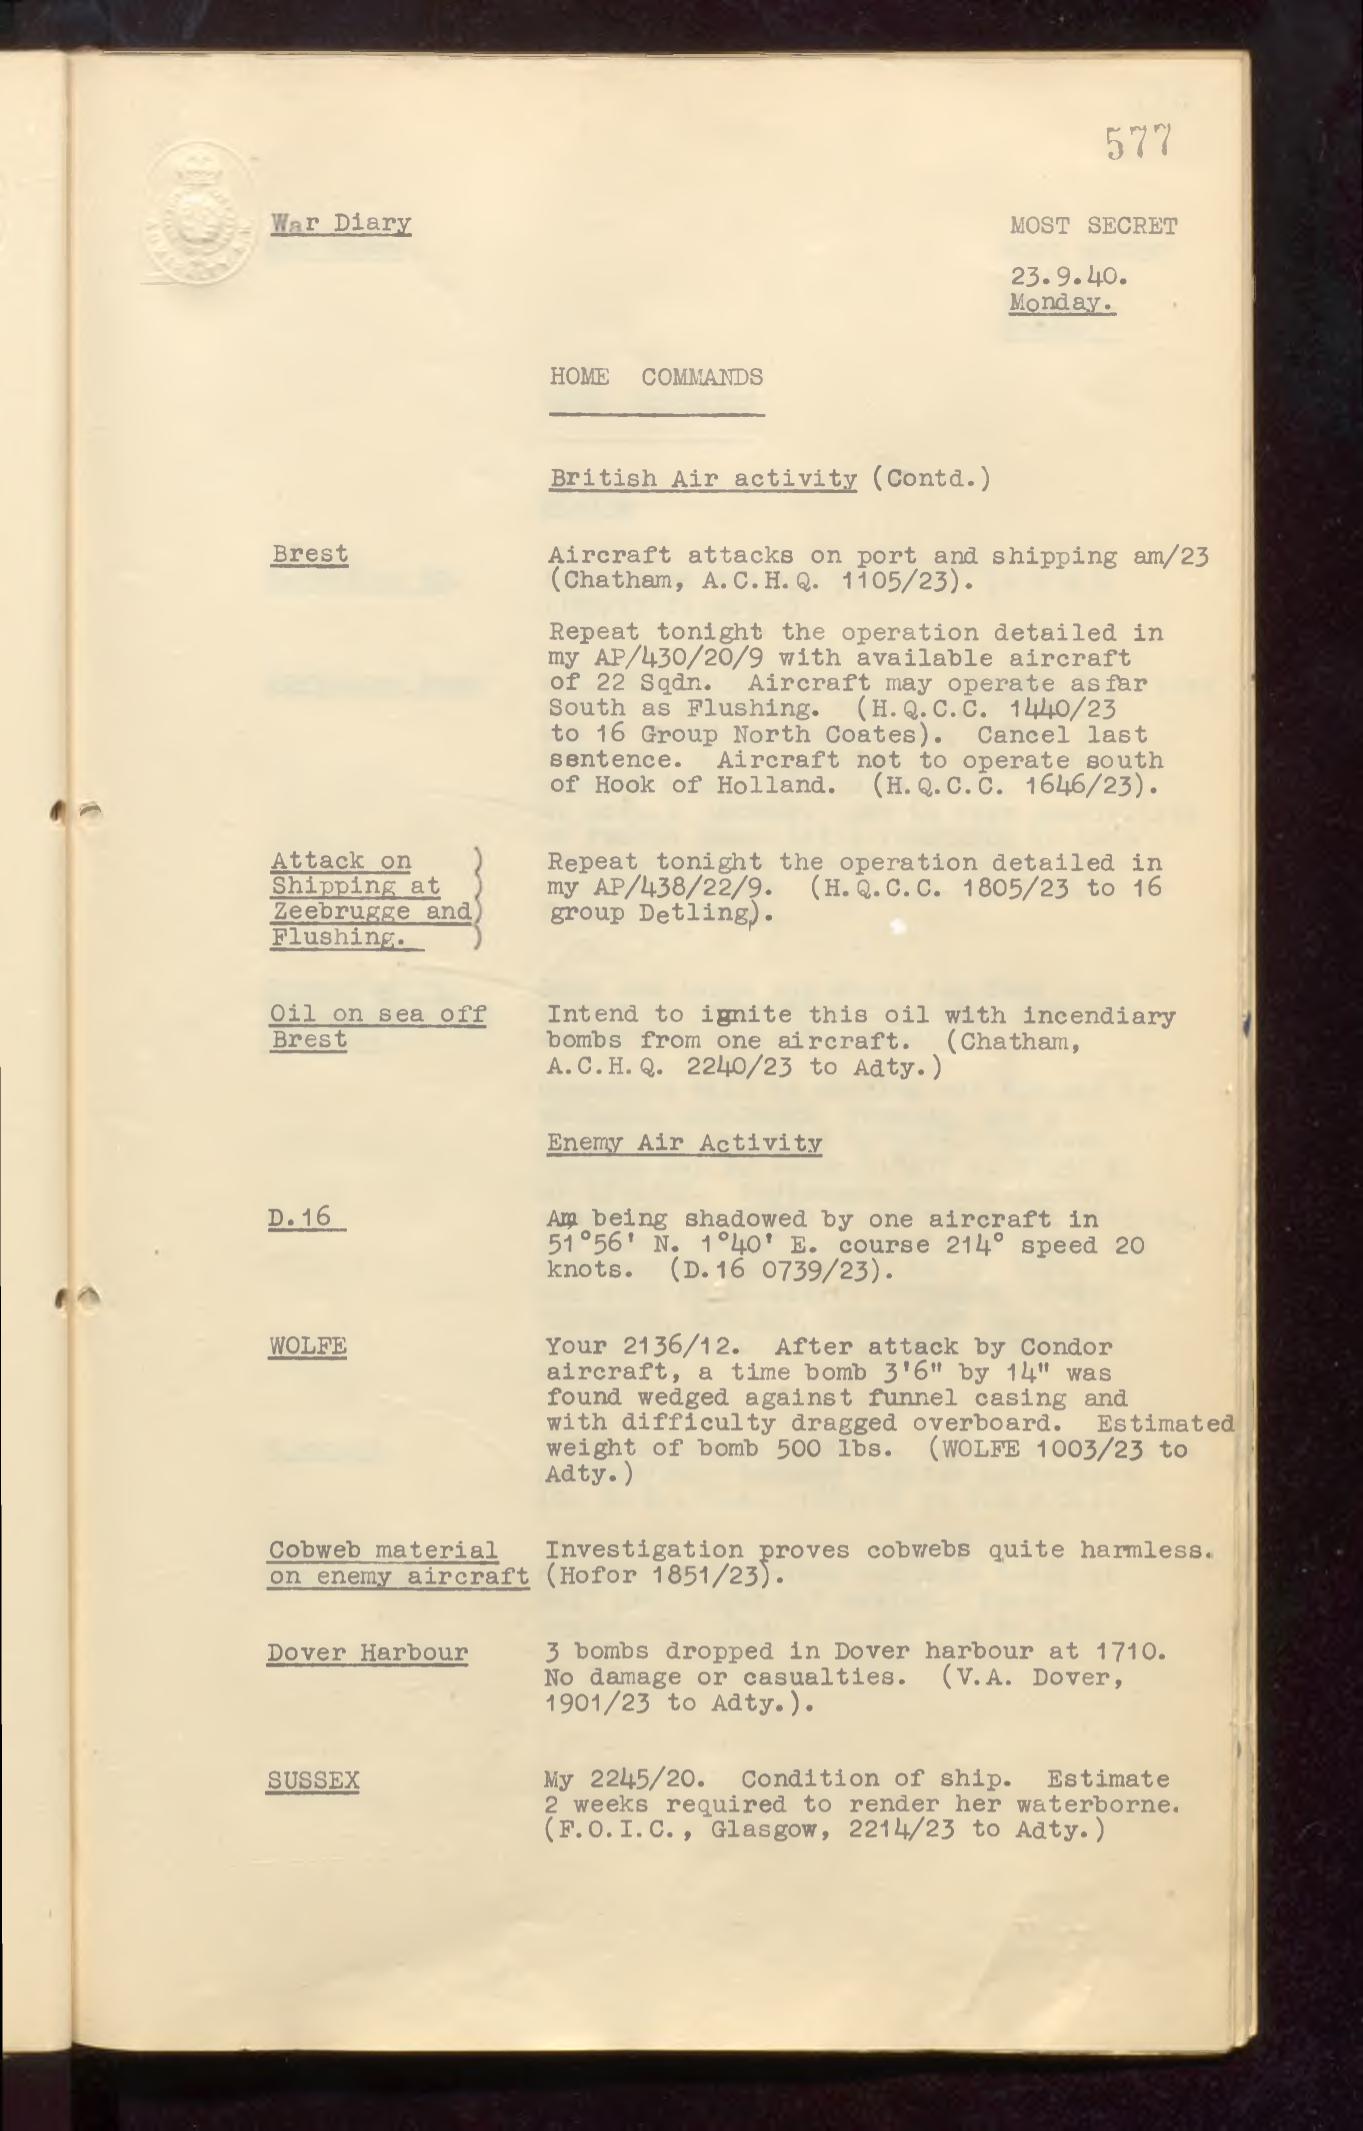 577
War Diary
MOST SECRET
23.9.40.
Monday.
HOME COMMANDS
British Air activity (Contd.)
Brest
Aircraft attacks on port and shipping am/23
(Chatham, A.C.H.Q. 1105/23).
Repeat tonight the operation detailed in
my AP/430/20/9 with available aircraft
of 22 Sqdn. Aircraft may operate as far
South as Flushing. (H.Q.C.C. 1440/23
to 16 Group North Coates). Cancel last
sentence. Aircraft not to operate south
of Hook of Holland. (H.Q.C.C. 1646/23).
Attack on )
Shipping at )
Zeebrugge and)
Flushing. )
Repeat tonight the operation detailed in
my AP/438/22/9. (H.Q.C.C. 1805/23 to 16
group Detling).
Oil on sea off
Brest
Intend to ignite this oil with incendiary
bombs from one aircraft. (Chatham,
A.C.H.Q. 2240/23 to Adty.)
Enemy Air Activity
D.16
Am being shadowed by one aircraft in
51°56' N. 1°40' E. course 214° speed 20
knots. (D.16 0739/23).
WOLFE
Your 2136/12. After attack by Condor
aircraft, a time bomb 3'6" by 14" was
found wedged against funnel casing and
with difficulty dragged overboard. Estimated
weight of bomb 500 lbs. (WOLFE 1003/23 to
Adty.)
Cobweb material
on enemy aircraft
Investigation proves cobwebs quite harmless.
(Hofor 1851/23).
Dover Harbour
3 bombs dropped in Dover harbour at 1710.
No damage or casualties. (V.A. Dover,
1901/23 to Adty.).
SUSSEX
My 2245/20. Condition of ship. Estimate
2 weeks required to render her waterborne.
(F.O.I.C., Glasgow, 2214/23 to Adty.)